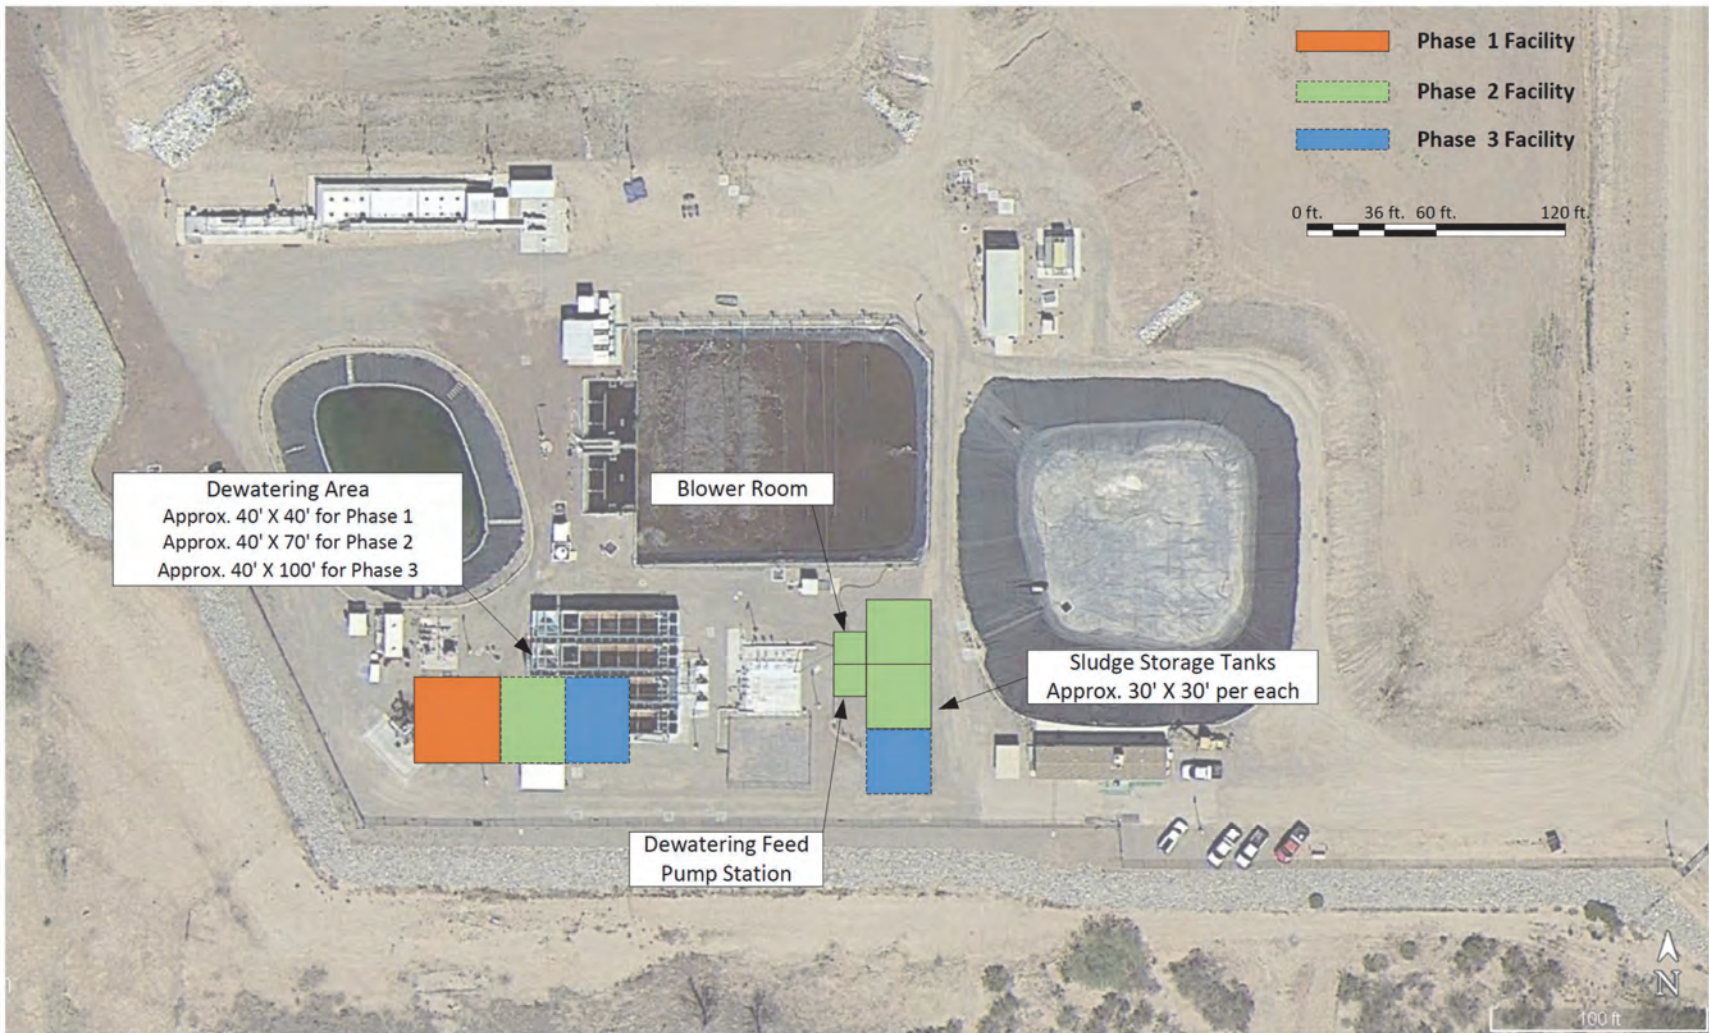 Phase 1 Facility
Phase 2 Facility
Phase 3 Facility
0 ft. 36 ft. 60 ft. 120 ft.
Dewatering Area
Approx. 40' X 40' for Phase 1
Approx. 40' X 70' for Phase 2
Approx. 40' X 100' for Phase 3
Blower Room
Sludge Storage Tanks
Approx. 30' X 30' per each
Dewatering Feed
Pump Station
N
100 ft